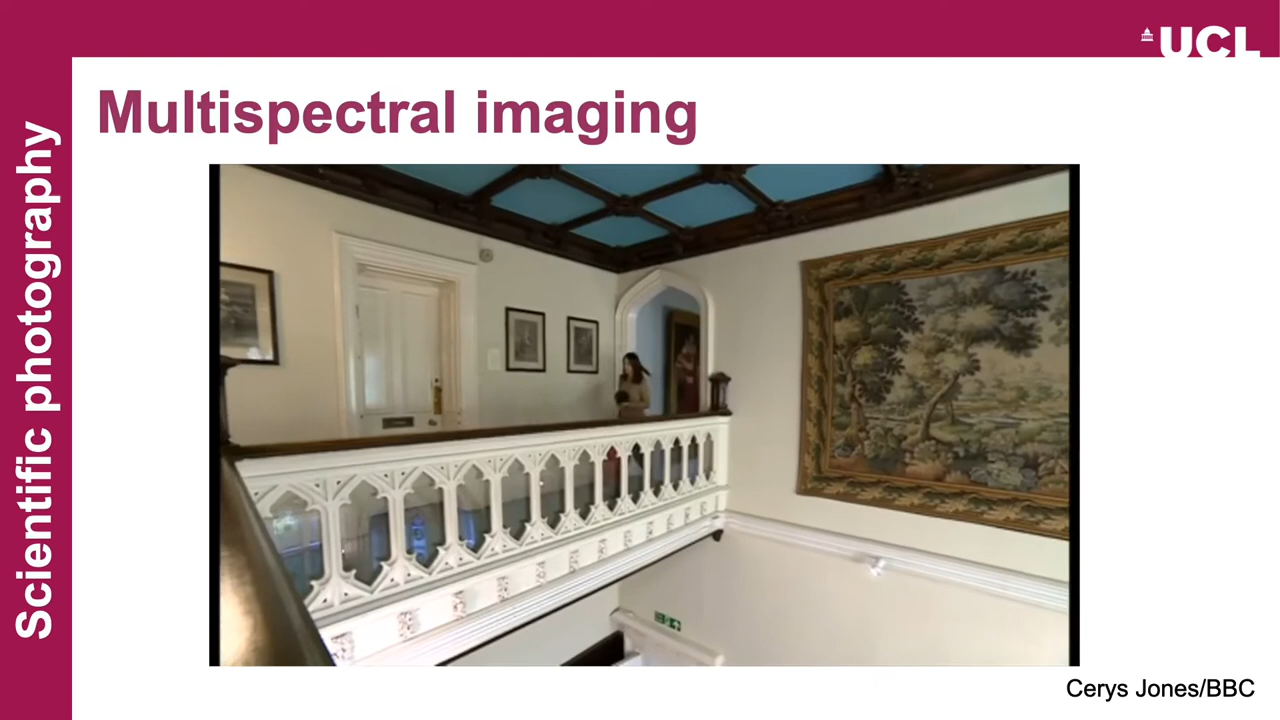 UCL
Multispectral imaging
Scientific photography
Cerys Jones/BBC